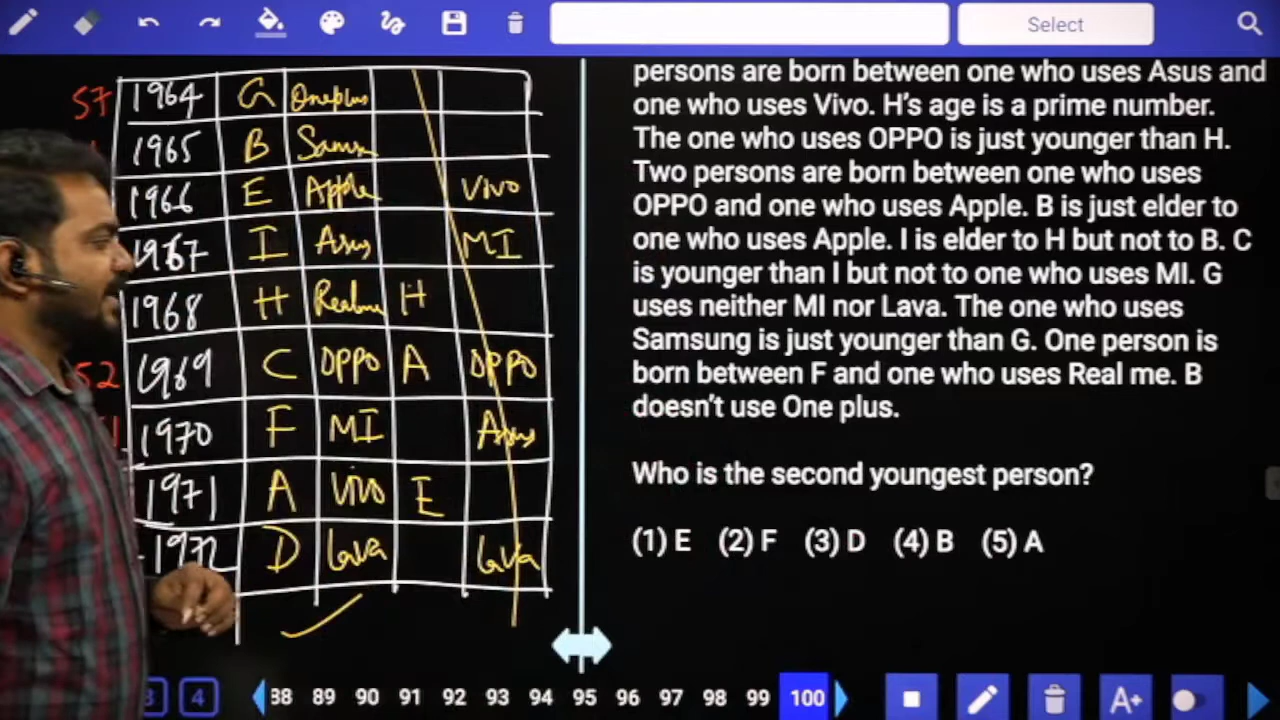 Select
57 1964 G Oneplus
1965 B Sams
1966 E Apple Vivo
1967 I Asus MI
1968 H Realme H
52 1969 C OPPO A OPPO
1970 F MI Asus
1971 A Vivo E
1972 D Lava Lava
persons are born between one who uses Asus and
one who uses Vivo. H’s age is a prime number.
The one who uses OPPO is just younger than H.
Two persons are born between one who uses
OPPO and one who uses Apple. B is just elder to
one who uses Apple. I is elder to H but not to B. C
is younger than I but not to one who uses MI. G
uses neither MI nor Lava. The one who uses
Samsung is just younger than G. One person is
born between F and one who uses Real me. B
doesn’t use One plus.
Who is the second youngest person?
(1) E (2) F (3) D (4) B (5) A
3 4 88 89 90 91 92 93 94 95 96 97 98 99 100 A+